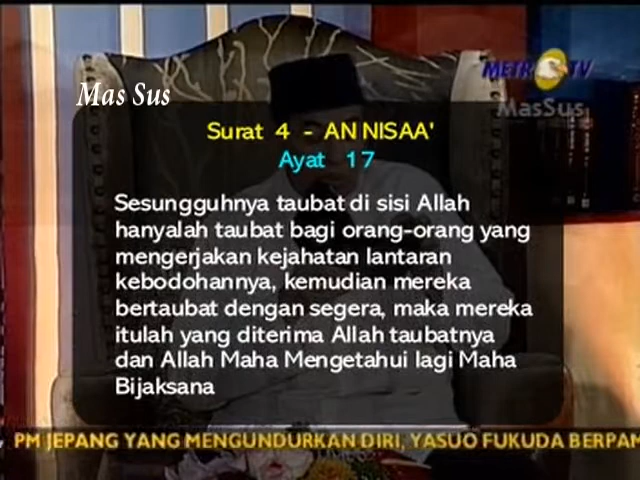 METRO TV
Mas Sus
MasSus
Surat 4 - AN NISAA'
Ayat 17
Sesungguhnya taubat di sisi Allah
hanyalah taubat bagi orang-orang yang
mengerjakan kejahatan lantaran
kebodohannya, kemudian mereka
bertaubat dengan segera, maka mereka
itulah yang diterima Allah taubatnya
dan Allah Maha Mengetahui lagi Maha
Bijaksana
PM JEPANG YANG MENGUNDURKAN DIRI, YASUO FUKUDA BERPAM